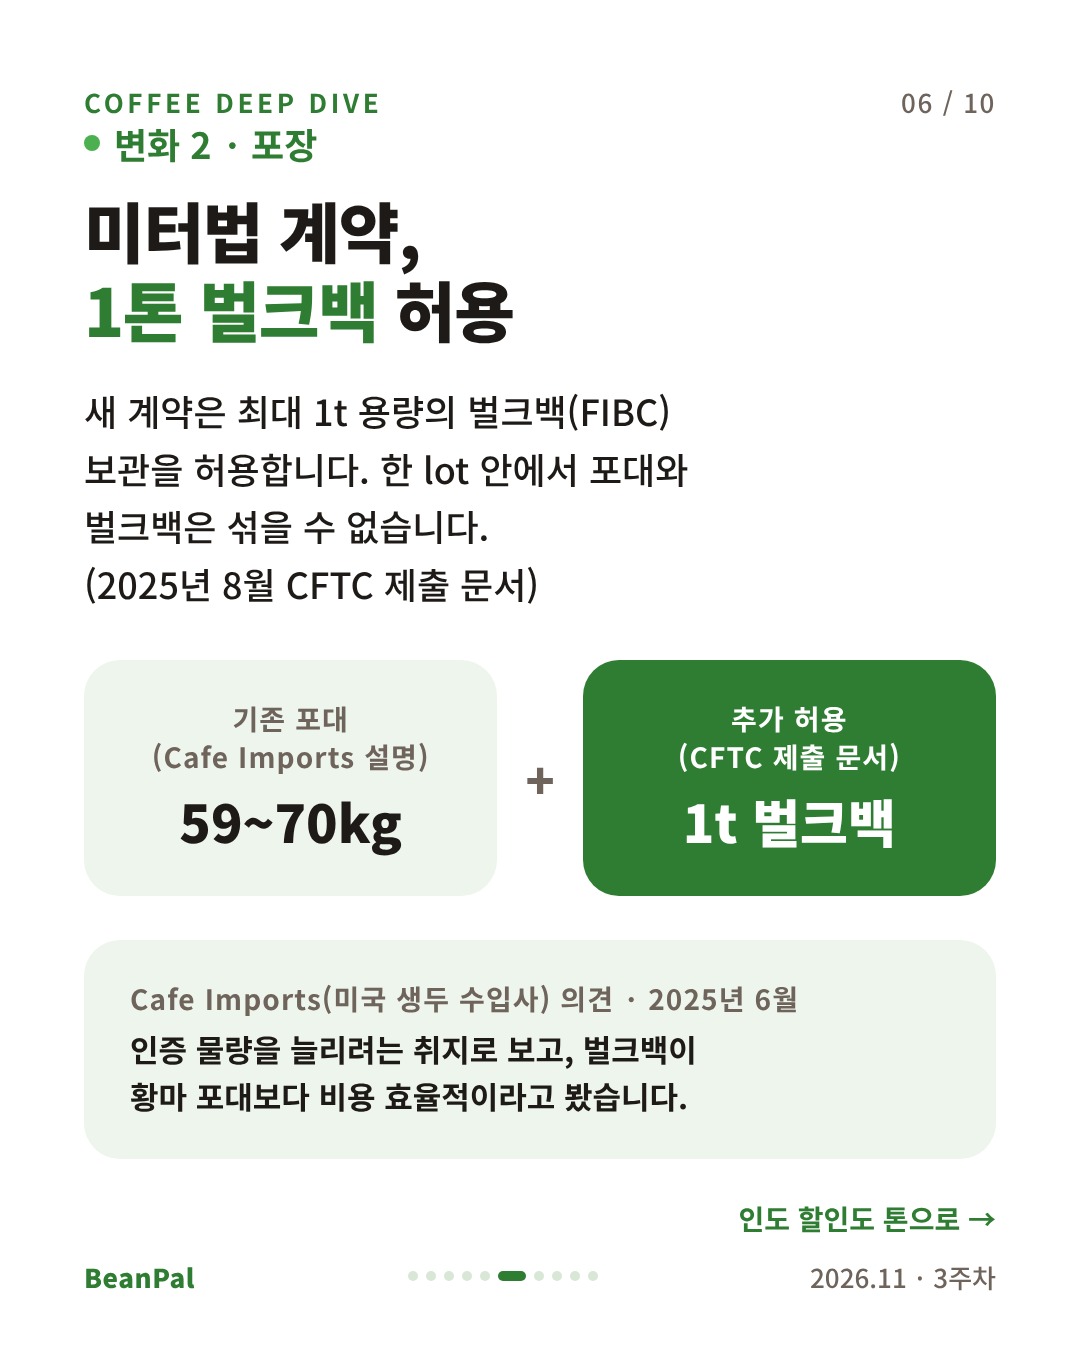 COFFEE DEEP DIVE
06 / 10
변화 2 · 포장
미터법 계약,
1톤 벌크백 허용
새 계약은 최대 1t 용량의 벌크백(FIBC)
보관을 허용합니다. 한 lot 안에서 포대와
벌크백은 섞을 수 없습니다.
(2025년 8월 CFTC 제출 문서)
기존 포대
(Cafe Imports 설명)
59~70kg
+
추가 허용
(CFTC 제출 문서)
1t 벌크백
Cafe Imports(미국 생두 수입사) 의견 · 2025년 6월
인증 물량을 늘리려는 취지로 보고, 벌크백이
황마 포대보다 비용 효율적이라고 봤습니다.
인도 할인도 톤으로 →
BeanPal
2026.11 · 3주차